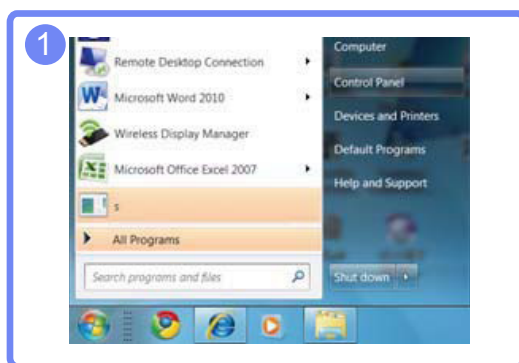 1
Remote Desktop Connection
Microsoft Word 2010
Wireless Display Manager
Microsoft Office Excel 2007
s
All Programs
Search programs and files
Computer
Control Panel
Devices and Printers
Default Programs
Help and Support
Shut down